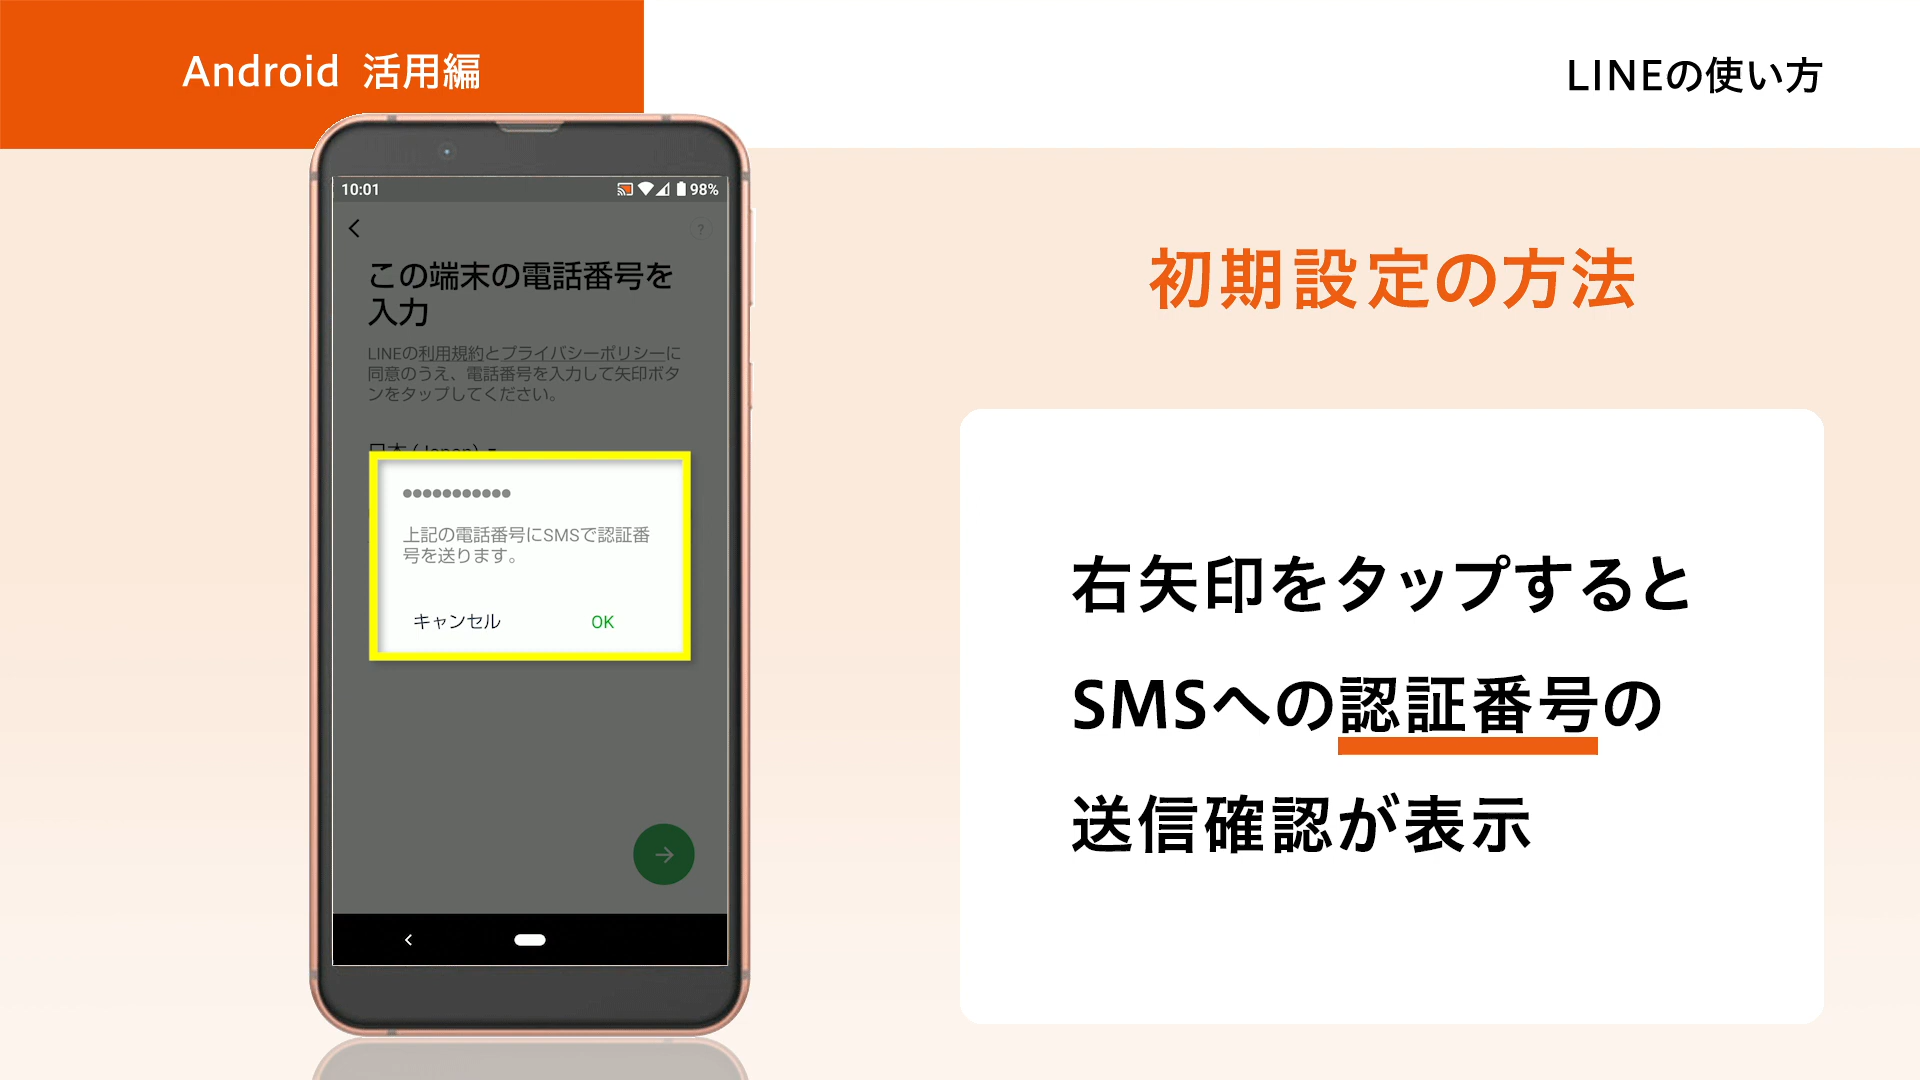 Android 活用編
LINEの使い方
10:01
98%
?
この端末の電話番号を
入力
LINEの利用規約とプライバシーポリシーに
同意のうえ、電話番号を入力して矢印ボタ
ンをタップしてください。
日本 (Japan)
●●●●●●●●●●●
上記の電話番号にSMSで認証番
号を送ります。
キャンセル
OK
初期設定の方法
右矢印をタップすると
SMSへの認証番号の
送信確認が表示